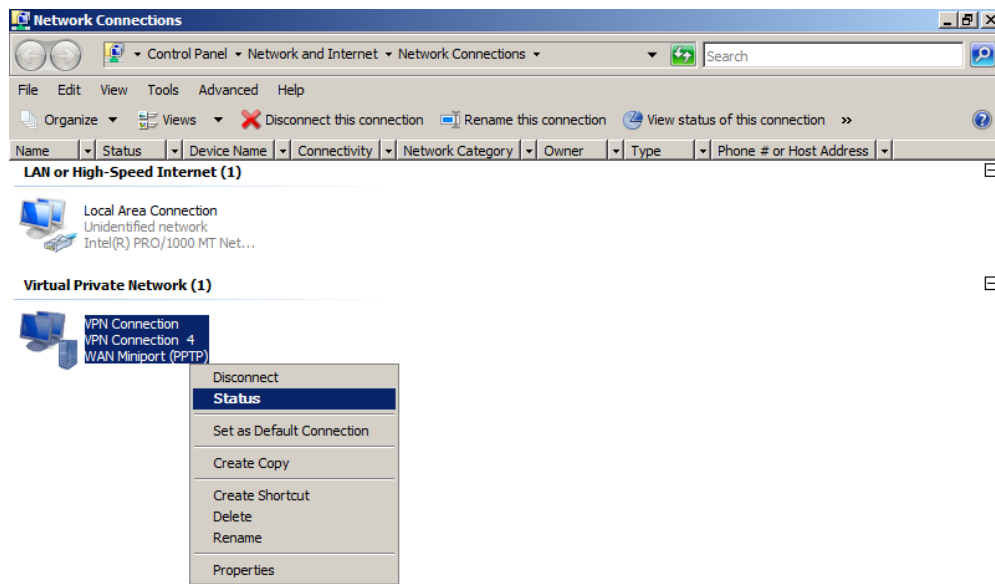 Network Connections
Control Panel Network and Internet Network Connections Search
File Edit View Tools Advanced Help
Organize Views Disconnect this connection Rename this connection View status of this connection »
Name Status Device Name Connectivity Network Category Owner Type Phone # or Host Address
LAN or High-Speed Internet (1)
Local Area Connection
Unidentified network
Intel(R) PRO/1000 MT Net...
Virtual Private Network (1)
VPN Connection
VPN Connection 4
WAN Miniport (PPTP)
Disconnect
Status
Set as Default Connection
Create Copy
Create Shortcut
Delete
Rename
Properties